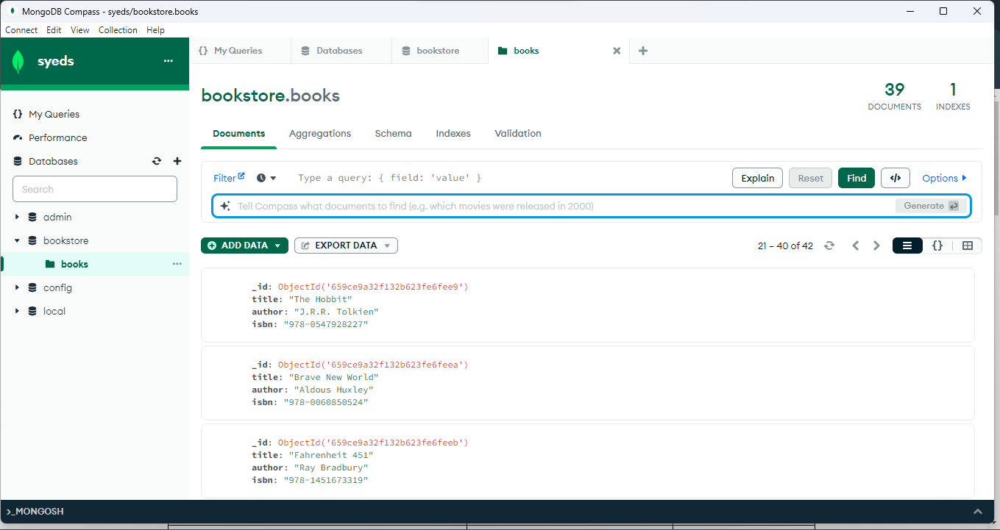 MongoDB Compass - syeds/bookstore.books
Connect Edit View Collection Help
syeds
{} My Queries
Performance
Databases
Search
admin
bookstore
books
config
local
{} My Queries
Databases
bookstore
books
bookstore.books
39
DOCUMENTS
1
INDEXES
Documents Aggregations Schema Indexes Validation
Filter Type a query: { field: 'value' } Explain Reset Find </> Options
Tell Compass what documents to find (e.g. which movies were released in 2000) Generate
ADD DATA EXPORT DATA 21 – 40 of 42 {}
_id: ObjectId('659ce9a32f132b623fe6fee9')
title: "The Hobbit"
author: "J.R.R. Tolkien"
isbn: "978-0547928227"
_id: ObjectId('659ce9a32f132b623fe6feea')
title: "Brave New World"
author: "Aldous Huxley"
isbn: "978-0060850524"
_id: ObjectId('659ce9a32f132b623fe6feeb')
title: "Fahrenheit 451"
author: "Ray Bradbury"
isbn: "978-1451673319"
>_MONGOSH